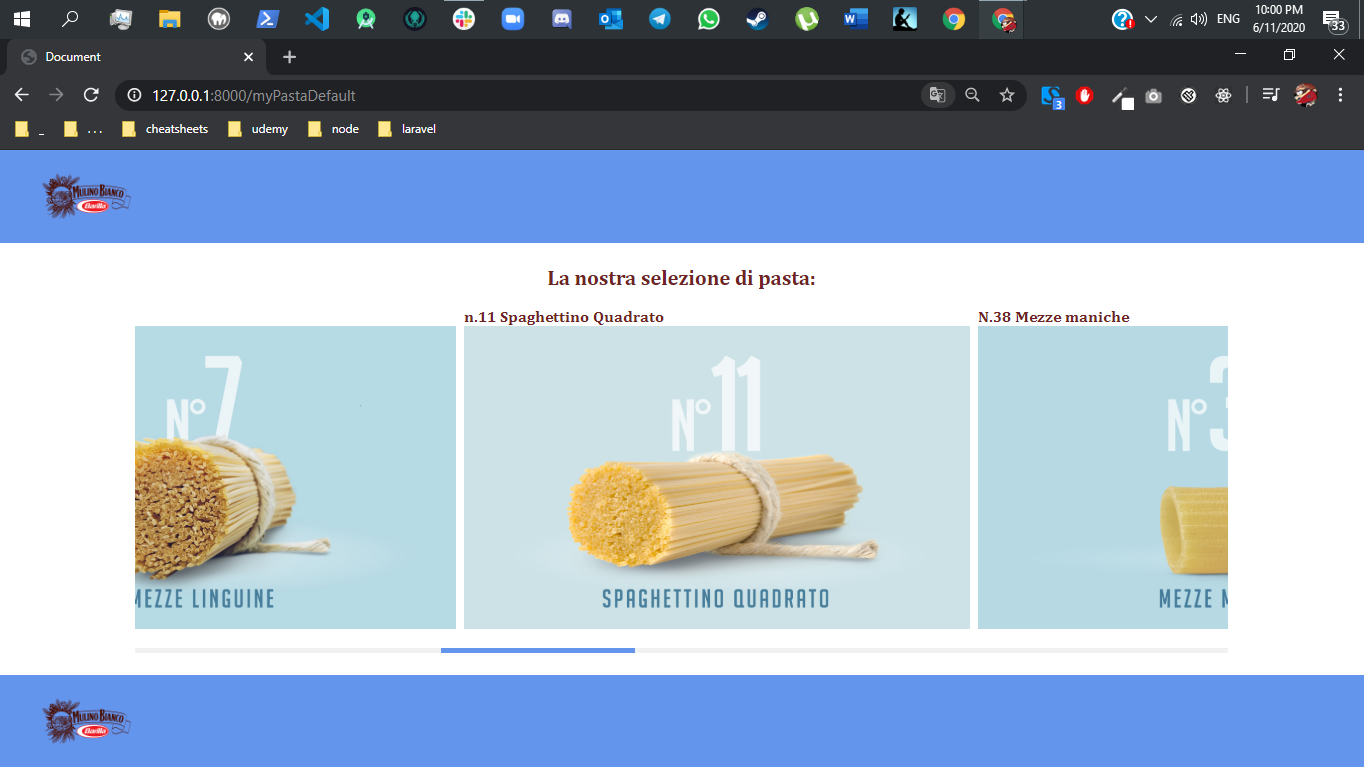 ENG
10:00 PM
6/11/2020
33
Document
127.0.0.1:8000/myPastaDefault
3
_
...
cheatsheets
udemy
node
laravel
MULINO BIANCO
Barilla
La nostra selezione di pasta:
n.11 Spaghettino Quadrato
N.38 Mezze maniche
N° 7
MEZZE LINGUINE
N° 11
SPAGHETTINO QUADRATO
N° 3
MEZZE M
MULINO BIANCO
Barilla